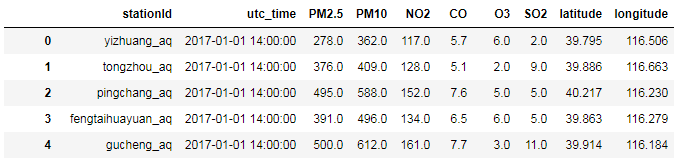 stationId utc_time PM2.5 PM10 NO2 CO O3 SO2 latitude longitude
0 yizhuang_aq 2017-01-01 14:00:00 278.0 362.0 117.0 5.7 6.0 2.0 39.795 116.506
1 tongzhou_aq 2017-01-01 14:00:00 376.0 409.0 128.0 5.1 2.0 9.0 39.886 116.663
2 pingchang_aq 2017-01-01 14:00:00 495.0 588.0 152.0 7.6 5.0 5.0 40.217 116.230
3 fengtaihuayuan_aq 2017-01-01 14:00:00 391.0 496.0 134.0 6.5 6.0 5.0 39.863 116.279
4 gucheng_aq 2017-01-01 14:00:00 500.0 612.0 161.0 7.7 3.0 11.0 39.914 116.184